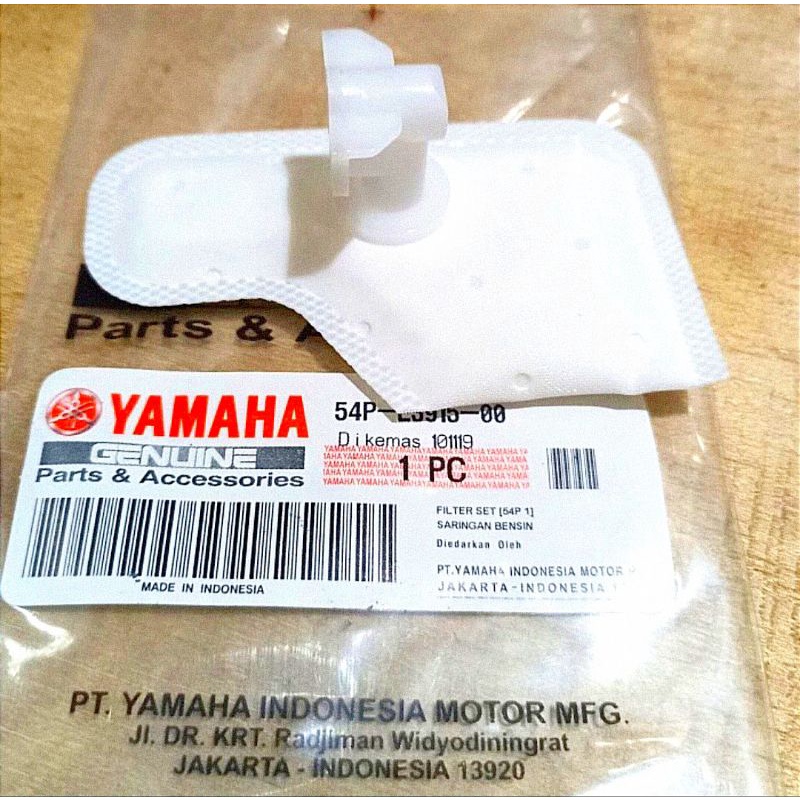 Parts & A
YAMAHA
GENUINE
Parts & Accessories
MADE IN INDONESIA
54P-E3915-00
Dikemas 101119
1 PC
FILTER SET [54P 1]
SARINGAN BENSIN
Diedarkan Oleh
PT.YAMAHA INDONESIA MOTOR
JAKARTA-INDONESIA
PT. YAMAHA INDONESIA MOTOR MFG.
Jl. DR. KRT. Radjiman Widyodiningrat
JAKARTA - INDONESIA 13920